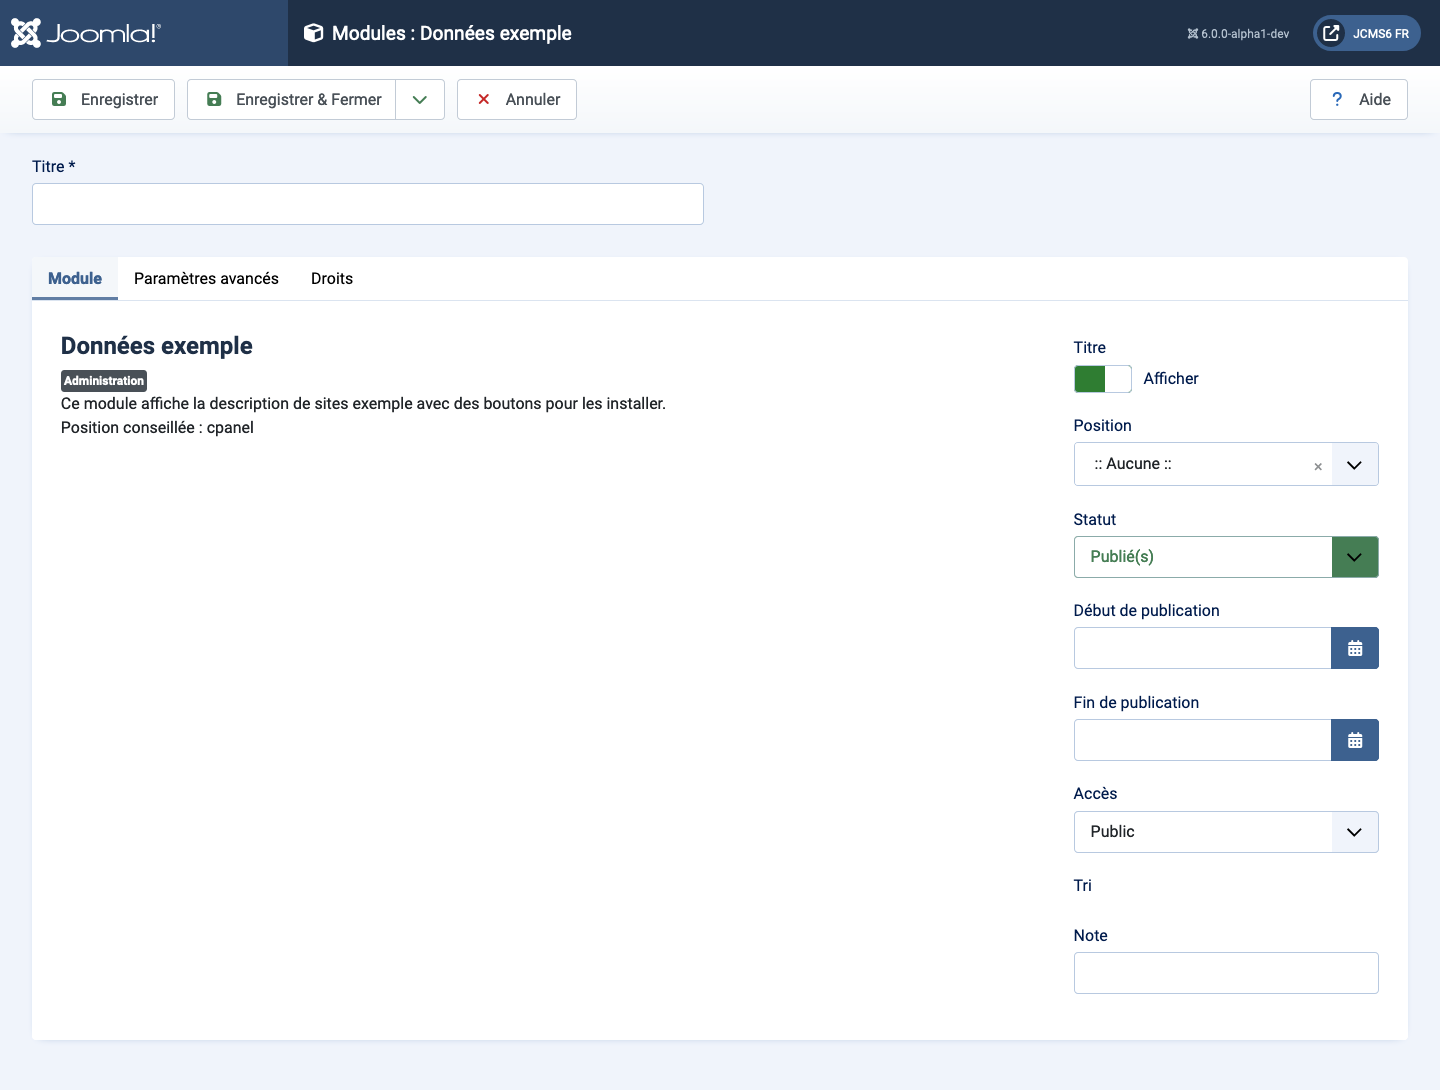 Joomla!®
Modules : Données exemple
6.0.0-alpha1-dev
JCMS6 FR
Enregistrer
Enregistrer & Fermer
Annuler
? Aide
Titre *
Module
Paramètres avancés
Droits
Données exemple
Administration
Ce module affiche la description de sites exemple avec des boutons pour les installer.
Position conseillée : cpanel
Titre
Afficher
Position
:: Aucune :: ×
Statut
Publié(s)
Début de publication
Fin de publication
Accès
Public
Tri
Note